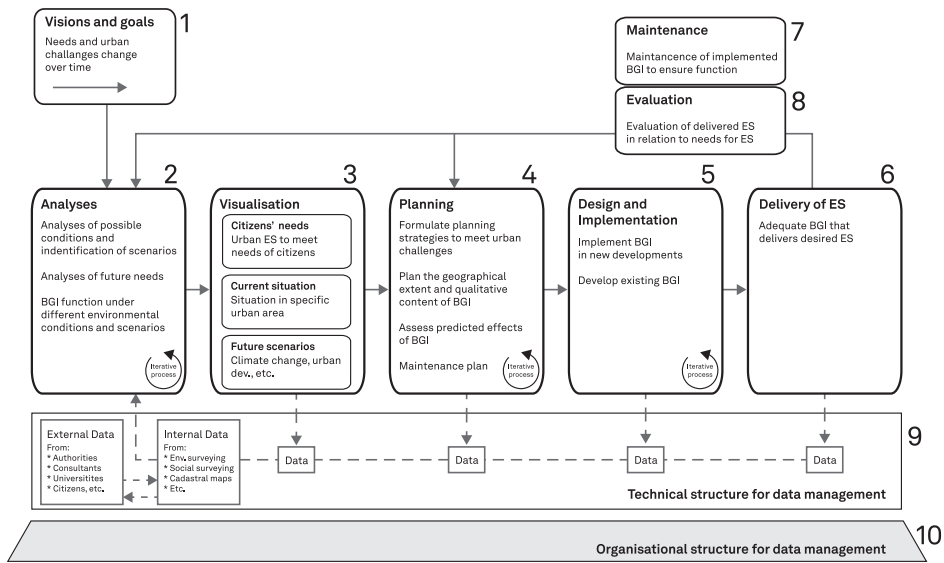 Visions and goals
Needs and urban
challanges change
over time
1
Maintenance
Maintancence of implemented
BGI to ensure function
7
Evaluation
Evaluation of delivered ES
in relation to needs for ES
8
2
Analyses
Analyses of possible
conditions and
indentification of scenarios
Analyses of future needs
BGI function under
different environmental
conditions and scenarios
Iterative
process
3
Visualisation
Citizens’ needs
Urban ES to meet
needs of citizens
Current situation
Situation in specific
urban area
Future scenarios
Climate change, urban
dev., etc.
4
Planning
Formulate planning
strategies to meet urban
challenges
Plan the geographical
extent and qualitative
content of BGI
Assess predicted effects
of BGI
Maintenance plan
Iterative
process
5
Design and
Implementation
Implement BGI
in new developments
Develop existing BGI
Iterative
process
6
Delivery of ES
Adequate BGI that
delivers desired ES
External Data
From:
* Authorities
* Consultants
* Universitites
* Citizens, etc.
Internal Data
From:
* Env. surveying
* Social surveying
* Cadastral maps
* Etc.
Data
Data
Data
Data
9
Technical structure for data management
10
Organisational structure for data management